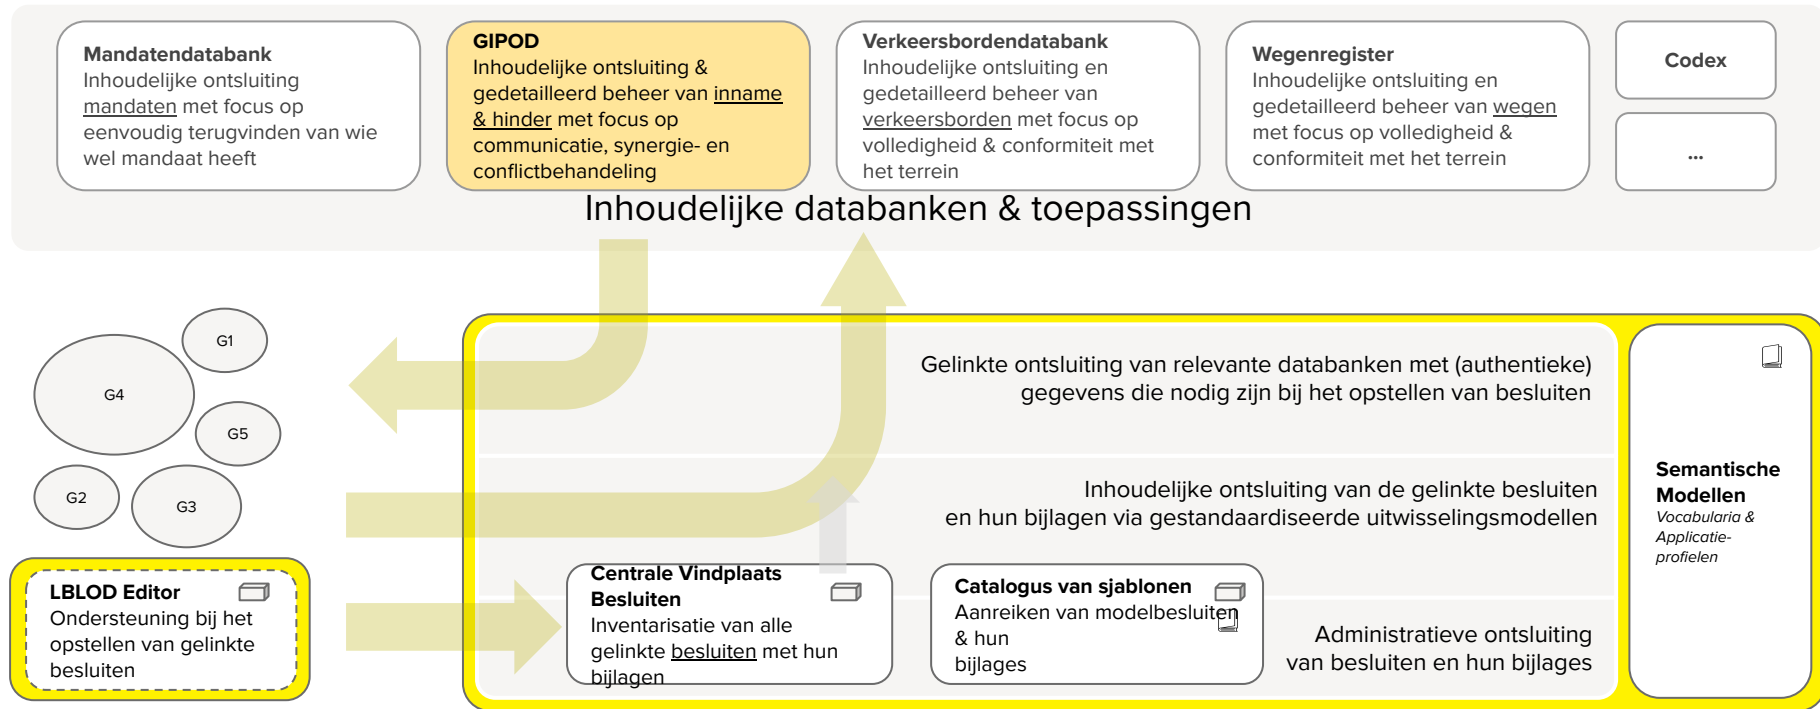 Mandatendatabank
Inhoudelijke ontsluiting
mandaten met focus op
eenvoudig terugvinden van wie
wel mandaat heeft
GIPOD
Inhoudelijke ontsluiting &
gedetailleerd beheer van inname
& hinder met focus op
communicatie, synergie- en
conflictbehandeling
Verkeersbordendatabank
Inhoudelijke ontsluiting en
gedetailleerd beheer van
verkeersborden met focus op
volledigheid & conformiteit met
het terrein
Wegenregister
Inhoudelijke ontsluiting en
gedetailleerd beheer van wegen
met focus op volledigheid &
conformiteit met het terrein
Codex
...
Inhoudelijke databanken & toepassingen
G1
G4
G5
G2
G3
LBLOD Editor
Ondersteuning bij het
opstellen van gelinkte
besluiten
Gelinkte ontsluiting van relevante databanken met (authentieke)
gegevens die nodig zijn bij het opstellen van besluiten
Inhoudelijke ontsluiting van de gelinkte besluiten
en hun bijlagen via gestandaardiseerde uitwisselingsmodellen
Centrale Vindplaats
Besluiten
Inventarisatie van alle
gelinkte besluiten met hun
bijlagen
Catalogus van sjablonen
Aanreiken van modelbesluiten
& hun
bijlages
Administratieve ontsluiting
van besluiten en hun bijlages
Semantische
Modellen
Vocabularia &
Applicatie-
profielen